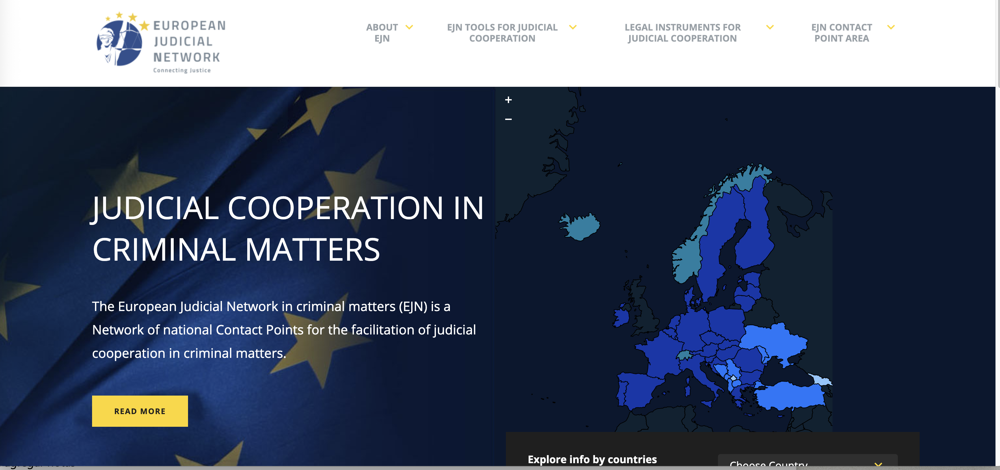 EUROPEAN
JUDICIAL
NETWORK
Connecting Justice
ABOUT
EJN
EJN TOOLS FOR JUDICIAL
COOPERATION
LEGAL INSTRUMENTS FOR
JUDICIAL COOPERATION
EJN CONTACT
POINT AREA
+
−
JUDICIAL COOPERATION IN
CRIMINAL MATTERS
The European Judicial Network in criminal matters (EJN) is a
Network of national Contact Points for the facilitation of judicial
cooperation in criminal matters.
READ MORE
Explore info by countries
Choose Country